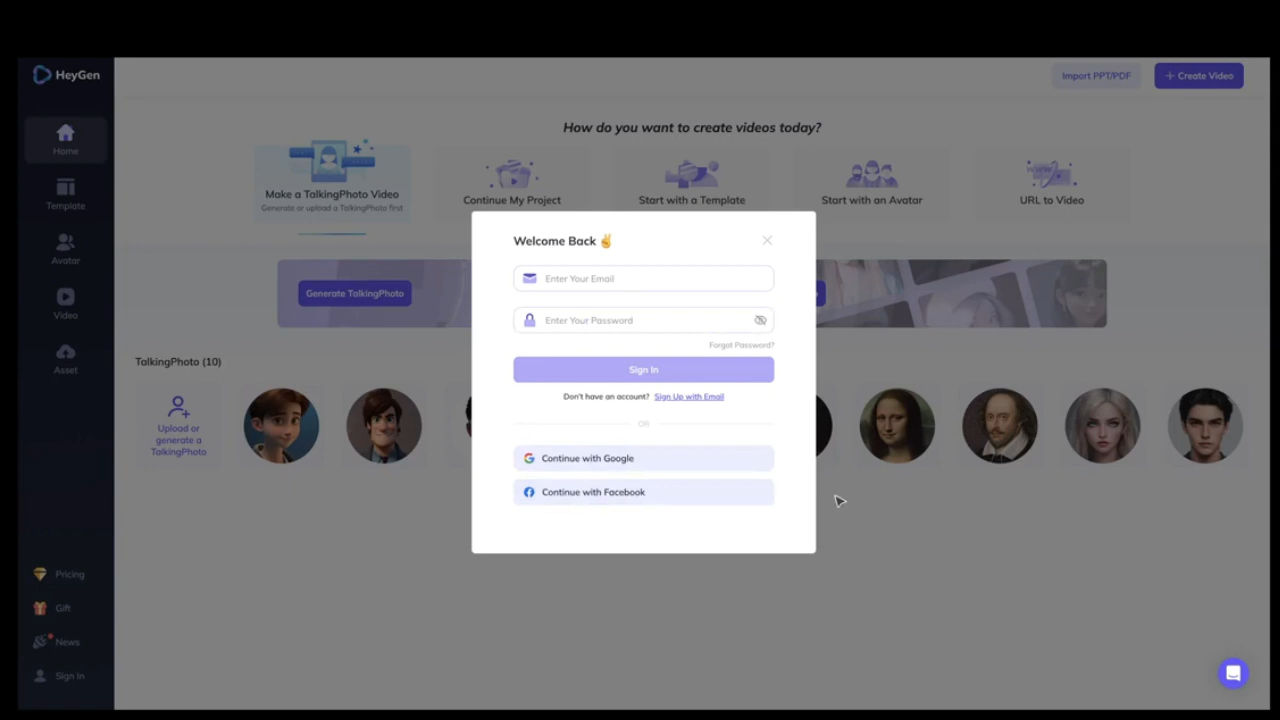 HeyGen
Import PPT/PDF
+ Create Video
Home
Template
Avatar
Video
Asset
Pricing
Gift
News
Sign In
How do you want to create videos today?
Make a TalkingPhoto Video
Generate or upload a TalkingPhoto first
Continue My Project
Start with a Template
Start with an Avatar
URL to Video
Generate TalkingPhoto
TalkingPhoto (10)
Upload or
generate a
TalkingPhoto
Welcome Back ✌️
Enter Your Email
Enter Your Password
Forgot Password?
Sign In
Don't have an account? Sign Up with Email
OR
Continue with Google
Continue with Facebook